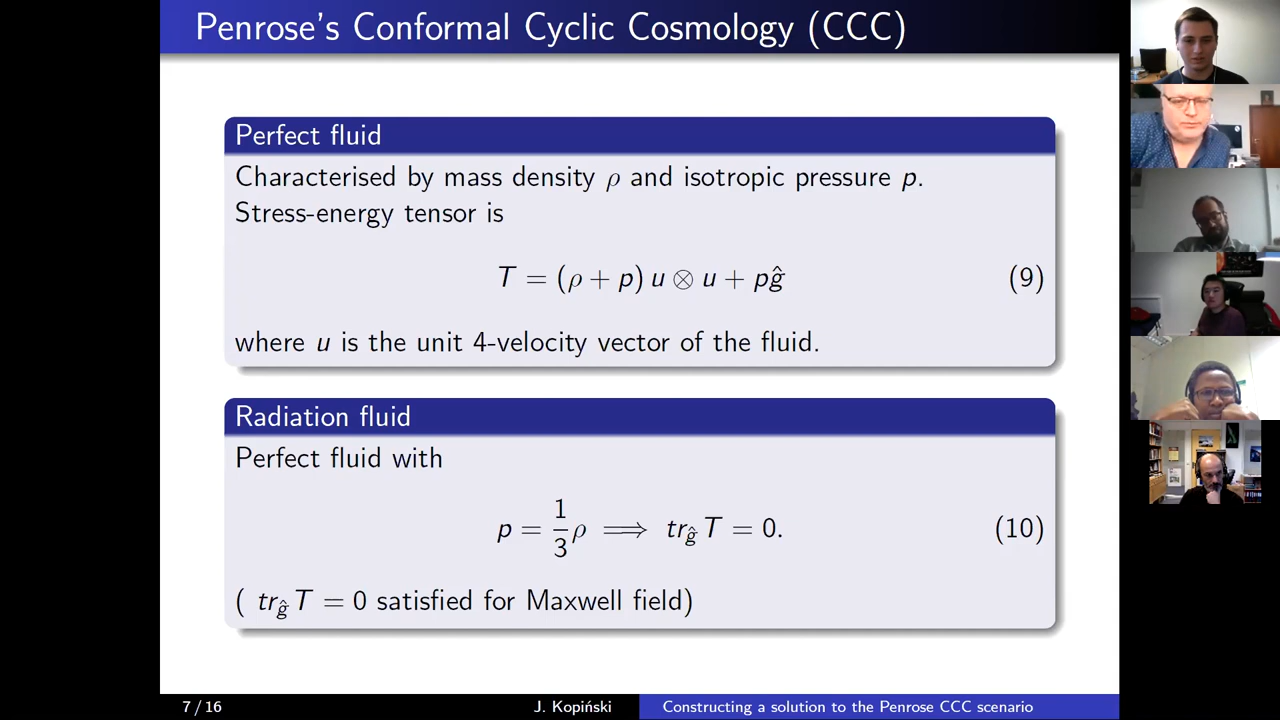 Penrose's Conformal Cyclic Cosmology (CCC)
Perfect fluid
Characterised by mass density ρ and isotropic pressure p.
Stress-energy tensor is
T = (ρ + p) u ⊗ u + pĝ (9)
where u is the unit 4-velocity vector of the fluid.
Radiation fluid
Perfect fluid with
p = 1/3 ρ ⟹ tr_ĝ T = 0. (10)
( tr_ĝ T = 0 satisfied for Maxwell field)
7 / 16 J. Kopiński Constructing a solution to the Penrose CCC scenario